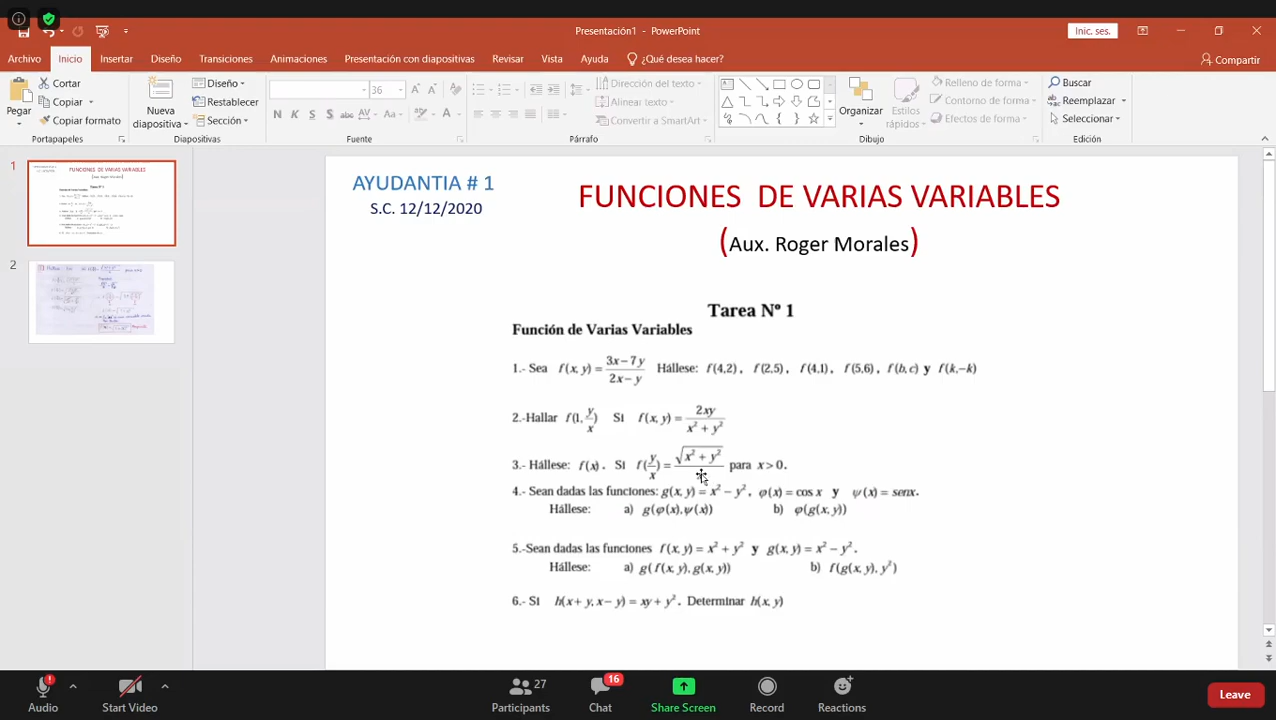 Presentación1 - PowerPoint
Inic. ses.
Archivo Inicio Insertar Diseño Transiciones Animaciones Presentación con diapositivas Revisar Vista Ayuda ¿Qué desea hacer? Compartir
Pegar
Cortar
Copiar
Copiar formato
Portapapeles
Nueva diapositiva
Diseño
Restablecer
Sección
Diapositivas
36
N K S S abc AV Aa A
Fuente
Dirección del texto
Alinear texto
Convertir a SmartArt
Párrafo
Organizar
Estilos rápidos
Relleno de forma
Contorno de forma
Efectos de forma
Dibujo
Buscar
Reemplazar
Seleccionar
Edición
1
2
AYUDANTIA # 1
S.C. 12/12/2020
FUNCIONES DE VARIAS VARIABLES
(Aux. Roger Morales)
Tarea Nº 1
Función de Varias Variables
1.- Sea f(x, y) = (3x − 7y)/(2x − y) Hállese: f(4,2), f(2,5), f(4,1), f(5,6), f(b,c) y f(k,−k)
2.-Hallar f(1, y/x) Si f(x, y) = 2xy/(x² + y²)
3.- Hállese: f(x). Si f(y/x) = √(x² + y²)/x para x > 0.
4.- Sean dadas las funciones: g(x, y) = x² − y², φ(x) = cos x y ψ(x) = senx.
Hállese: a) g(φ(x),ψ(x)) b) φ(g(x, y))
5.-Sean dadas las funciones f(x, y) = x² + y² y g(x, y) = x² − y².
Hállese: a) g(f(x, y), g(x, y)) b) f(g(x, y), y²)
6.- Si h(x + y, x − y) = xy + y². Determinar h(x, y)
Audio
Start Video
27
Participants
16
Chat
Share Screen
Record
Reactions
Leave